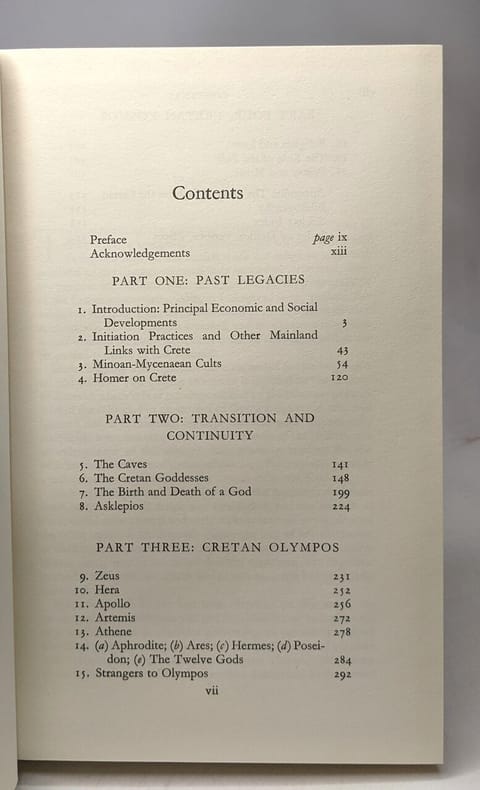 Contents
Preface page ix
Acknowledgements xiii
PART ONE: PAST LEGACIES
1. Introduction: Principal Economic and Social
Developments 3
2. Initiation Practices and Other Mainland
Links with Crete 43
3. Minoan-Mycenaean Cults 54
4. Homer on Crete 120
PART TWO: TRANSITION AND
CONTINUITY
5. The Caves 141
6. The Cretan Goddesses 148
7. The Birth and Death of a God 199
8. Asklepios 224
PART THREE: CRETAN OLYMPOS
9. Zeus 231
10. Hera 252
11. Apollo 256
12. Artemis 272
13. Athene 278
14. (a) Aphrodite; (b) Ares; (c) Hermes; (d) Posei-
don; (e) The Twelve Gods 284
15. Strangers to Olympos 292
vii